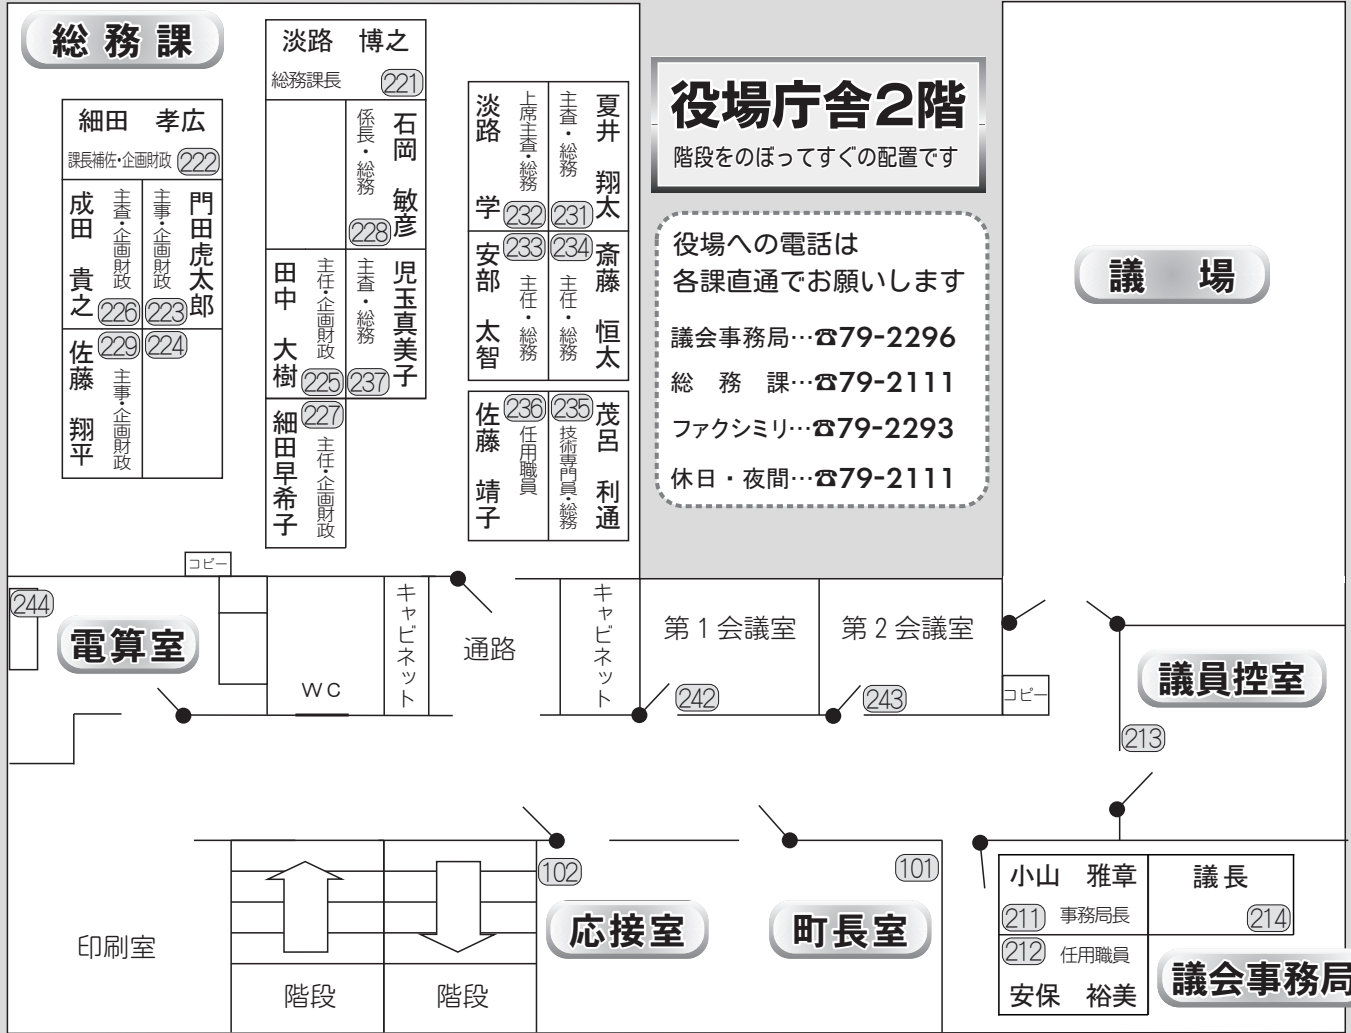 総務課
細田 孝広
課長補佐・企画財政 222
成田 貴之
主査・企画財政
226
門田虎太郎
主事・企画財政
223
佐藤 翔平
229
主事・企画財政
224
淡路 博之
総務課長 221
石岡 敏彦
係長・総務
228
田中 大樹
主任・企画財政
225
児玉真美子
主査・総務
237
細田早希子
227
主任・企画財政
淡路 学
上席主査・総務
232
夏井 翔太
主査・総務
231
安部 太智
233
主任・総務
斎藤 恒太
234
主任・総務
佐藤 靖子
236
任用職員
茂呂 利通
235
技術専門員・総務
役場庁舎2階
階段をのぼってすぐの配置です
役場への電話は
各課直通でお願いします
議会事務局…☎79-2296
総務課…☎79-2111
ファクシミリ…☎79-2293
休日・夜間…☎79-2111
議場
コピー
244
電算室
WC
キャビネット
通路
キャビネット
第1会議室
242
第2会議室
243
コピー
議員控室
213
印刷室
階段
階段
102
応接室
101
町長室
小山 雅章
211 事務局長
212 任用職員
安保 裕美
議長
214
議会事務局